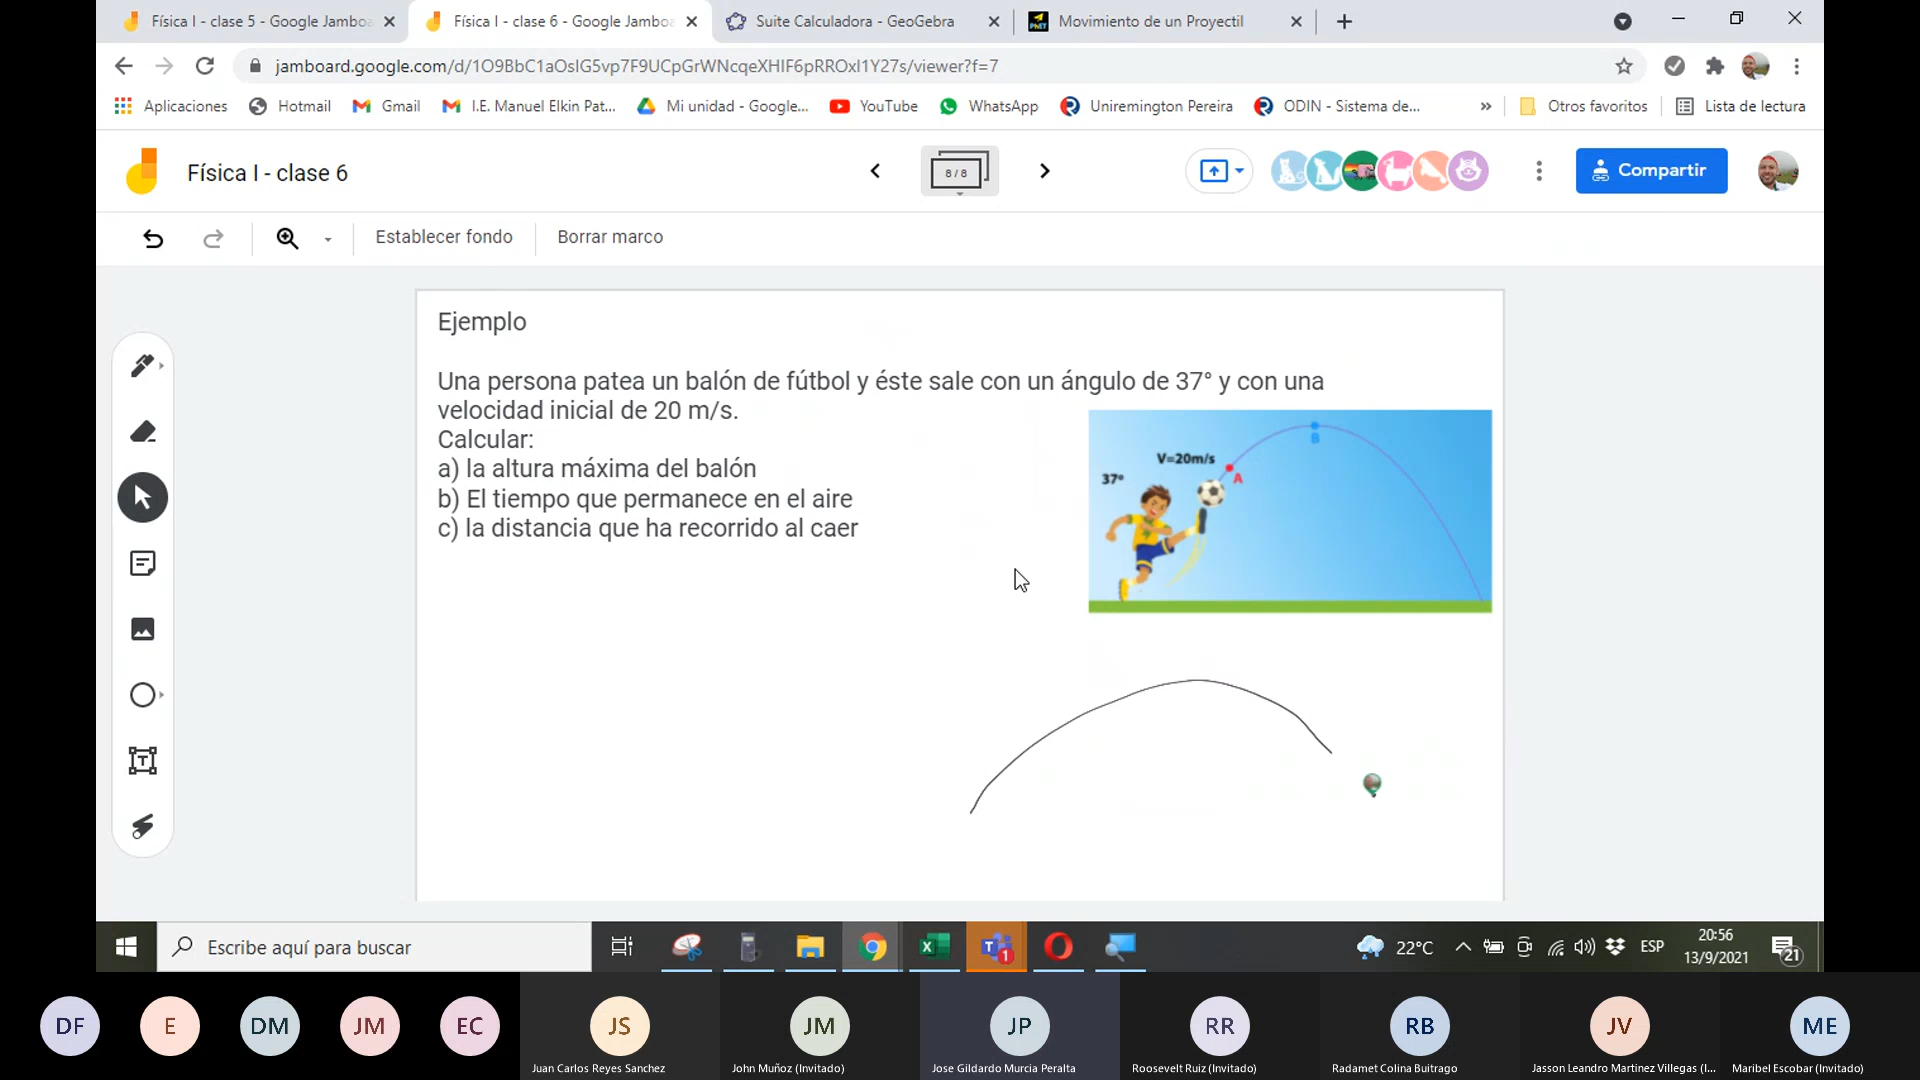 Física I - clase 5 - Google Jambo
Física I - clase 6 - Google Jambo
Suite Calculadora - GeoGebra
Movimiento de un Proyectil
jamboard.google.com/d/1O9BbC1aOsIG5vp7F9UCpGrWNcqeXHIF6pRROxI1Y27s/viewer?f=7
Aplicaciones
Hotmail
Gmail
I.E. Manuel Elkin Pat...
Mi unidad - Google...
YouTube
WhatsApp
Uniremington Pereira
ODIN - Sistema de...
»
Otros favoritos
Lista de lectura
Física I - clase 6
8 / 8
Compartir
Establecer fondo
Borrar marco
Ejemplo
Una persona patea un balón de fútbol y éste sale con un ángulo de 37° y con una
velocidad inicial de 20 m/s.
Calcular:
a) la altura máxima del balón
b) El tiempo que permanece en el aire
c) la distancia que ha recorrido al caer
B
V=20m/s
37º
A
Escribe aquí para buscar
1
22°C
ESP
20:56
13/9/2021
21
DF
E
DM
JM
EC
JS
JM
JP
RR
RB
JV
ME
Juan Carlos Reyes Sanchez
John Muñoz (Invitado)
Jose Gildardo Murcia Peralta
Roosevelt Ruiz (Invitado)
Radamet Colina Buitrago
Jasson Leandro Martinez Villegas (I...
Maribel Escobar (Invitado)